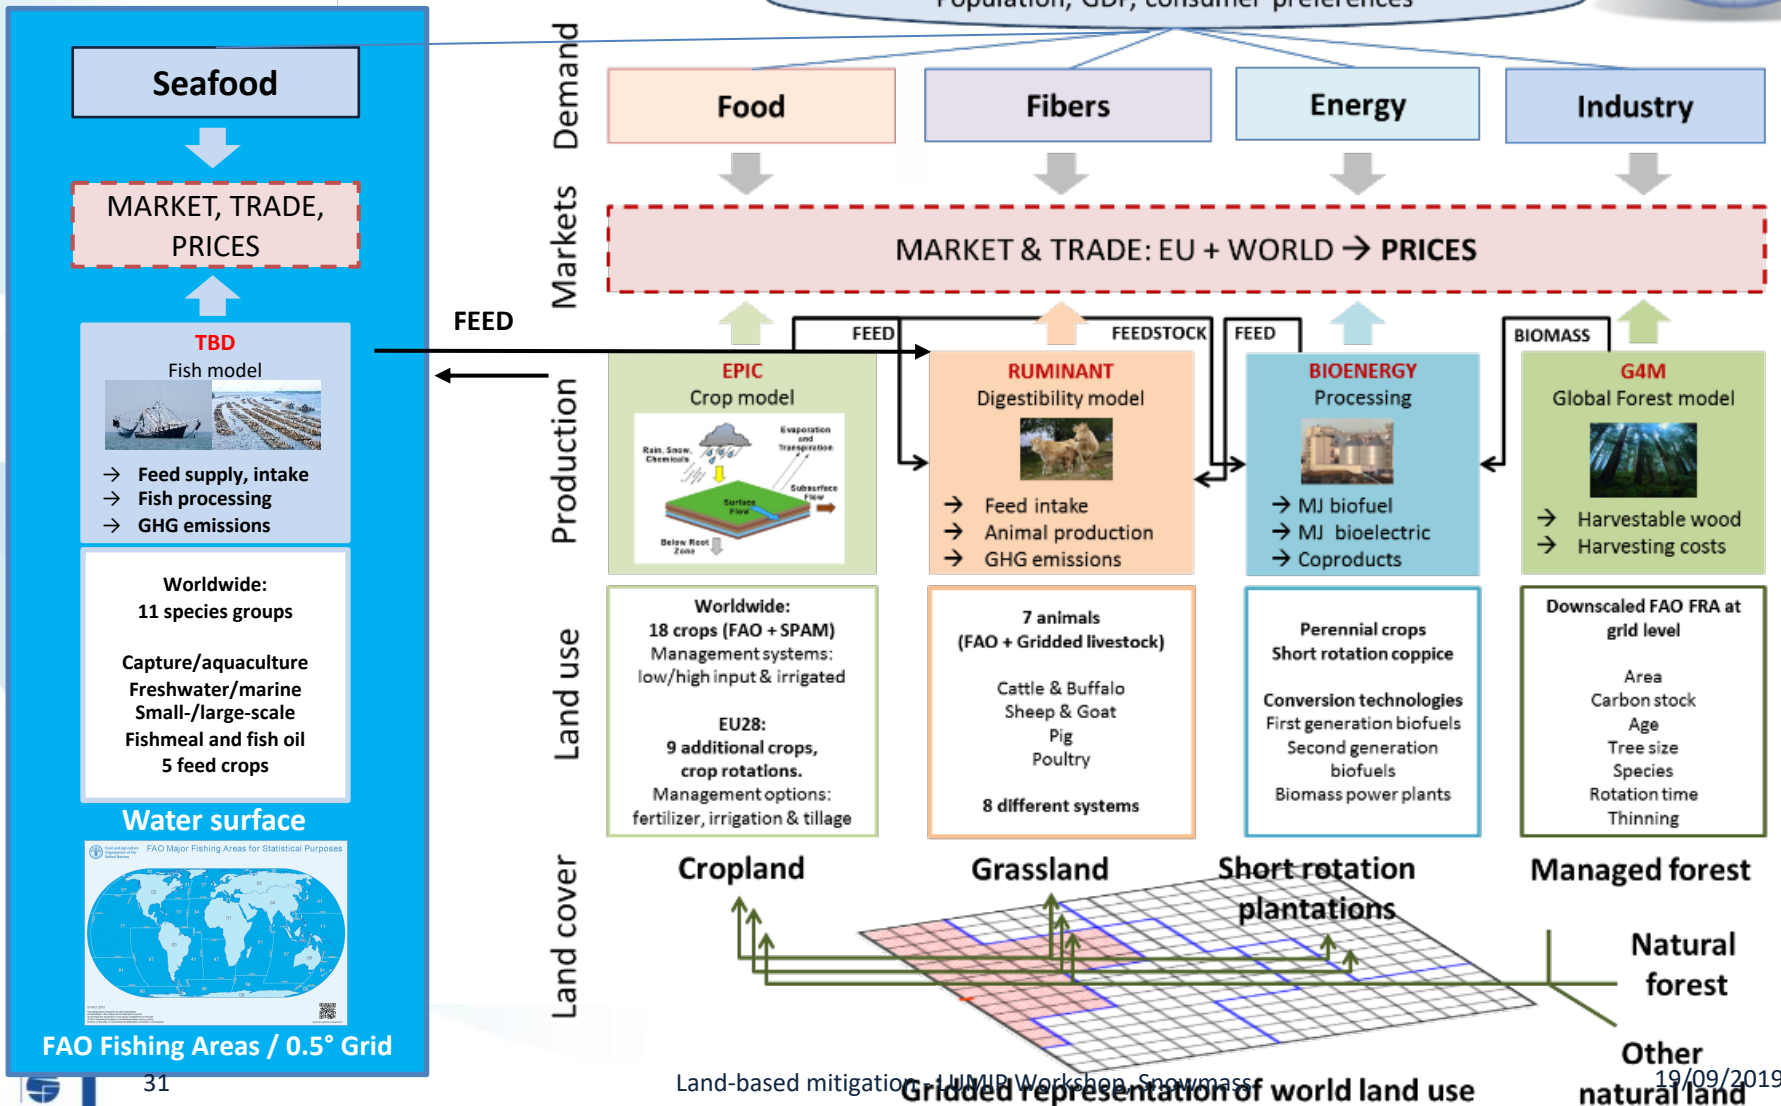 Population, GDP, consumer preferences
Seafood
MARKET, TRADE,
PRICES
TBD
Fish model
→ Feed supply, intake
→ Fish processing
→ GHG emissions
Worldwide:
11 species groups
Capture/aquaculture
Freshwater/marine
Small-/large-scale
Fishmeal and fish oil
5 feed crops
Water surface
FAO Major Fishing Areas for Statistical Purposes
FAO Fishing Areas / 0.5° Grid
FEED
Demand
Food
Fibers
Energy
Industry
Markets
MARKET & TRADE: EU + WORLD → PRICES
FEED
FEEDSTOCK
FEED
BIOMASS
Production
EPIC
Crop model
Rain, Snow,
Chemicals
Evaporation
and
Transpiration
Surface
Flow
Subsurface
Flow
Below Root
Zone
RUMINANT
Digestibility model
→ Feed intake
→ Animal production
→ GHG emissions
BIOENERGY
Processing
→ MJ biofuel
→ MJ bioelectric
→ Coproducts
G4M
Global Forest model
→ Harvestable wood
→ Harvesting costs
Land use
Worldwide:
18 crops (FAO + SPAM)
Management systems:
low/high input & irrigated
EU28:
9 additional crops,
crop rotations.
Management options:
fertilizer, irrigation & tillage
7 animals
(FAO + Gridded livestock)
Cattle & Buffalo
Sheep & Goat
Pig
Poultry
8 different systems
Perennial crops
Short rotation coppice
Conversion technologies
First generation biofuels
Second generation
biofuels
Biomass power plants
Downscaled FAO FRA at
grid level
Area
Carbon stock
Age
Tree size
Species
Rotation time
Thinning
Land cover
Cropland
Grassland
Short rotation
plantations
Managed forest
Natural
forest
Other
natural land
Gridded representation of world land use
31
Land-based mitigation - LUMIP Workshop, Snowmass
19/09/2019